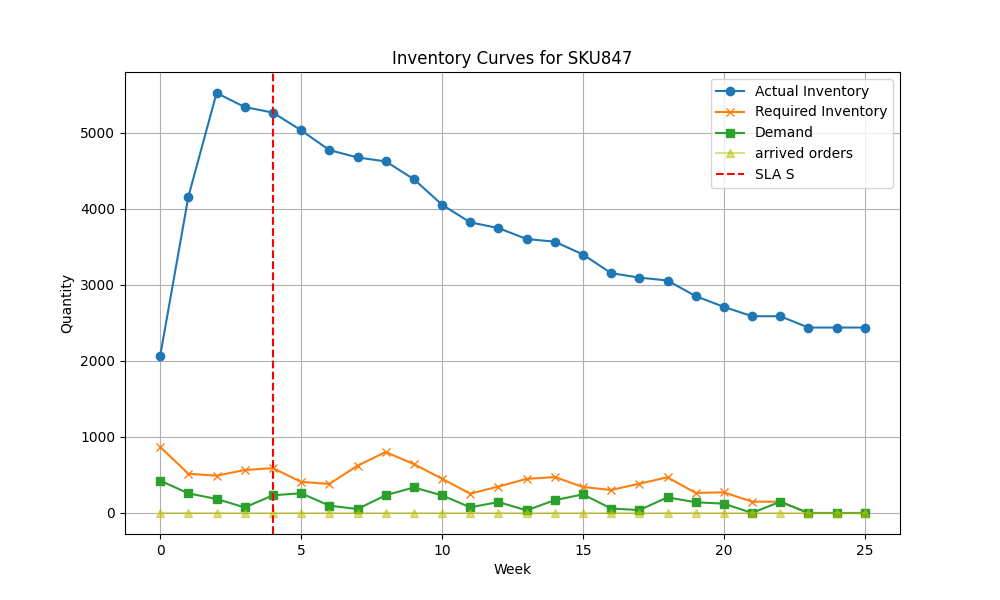 Inventory Curves for SKU847
Actual Inventory
Required Inventory
Demand
arrived orders
SLA S
Quantity
5000
4000
3000
2000
1000
0
0 5 10 15 20 25
Week